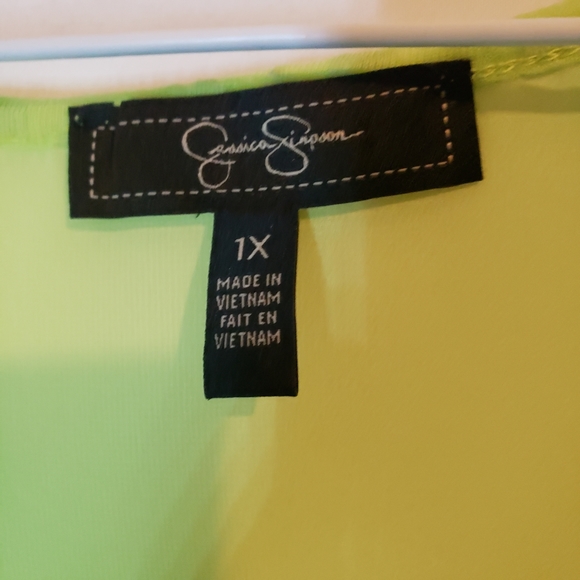 Jessica Simpson
1X
MADE IN
VIETNAM
FAIT EN
VIETNAM